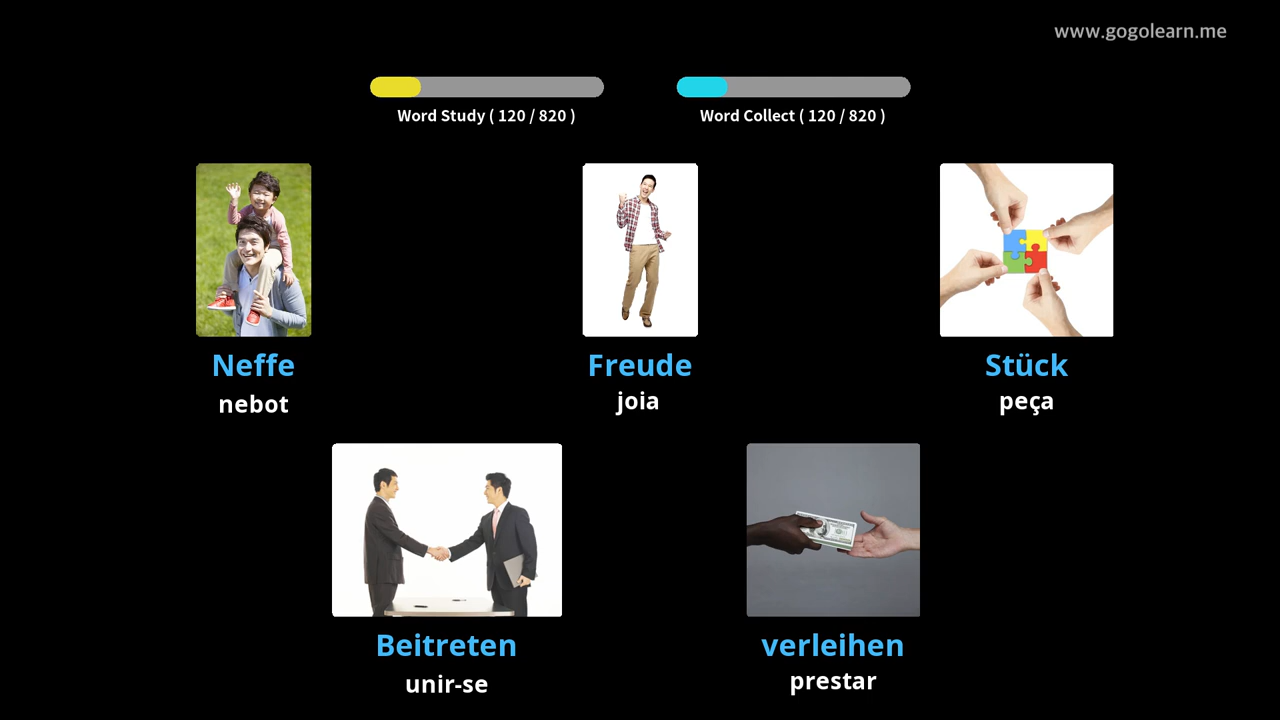 www.gogolearn.me
Word Study ( 120 / 820 )
Word Collect ( 120 / 820 )
Neffe
nebot
Freude
joia
Stück
peça
Beitreten
unir-se
verleihen
prestar